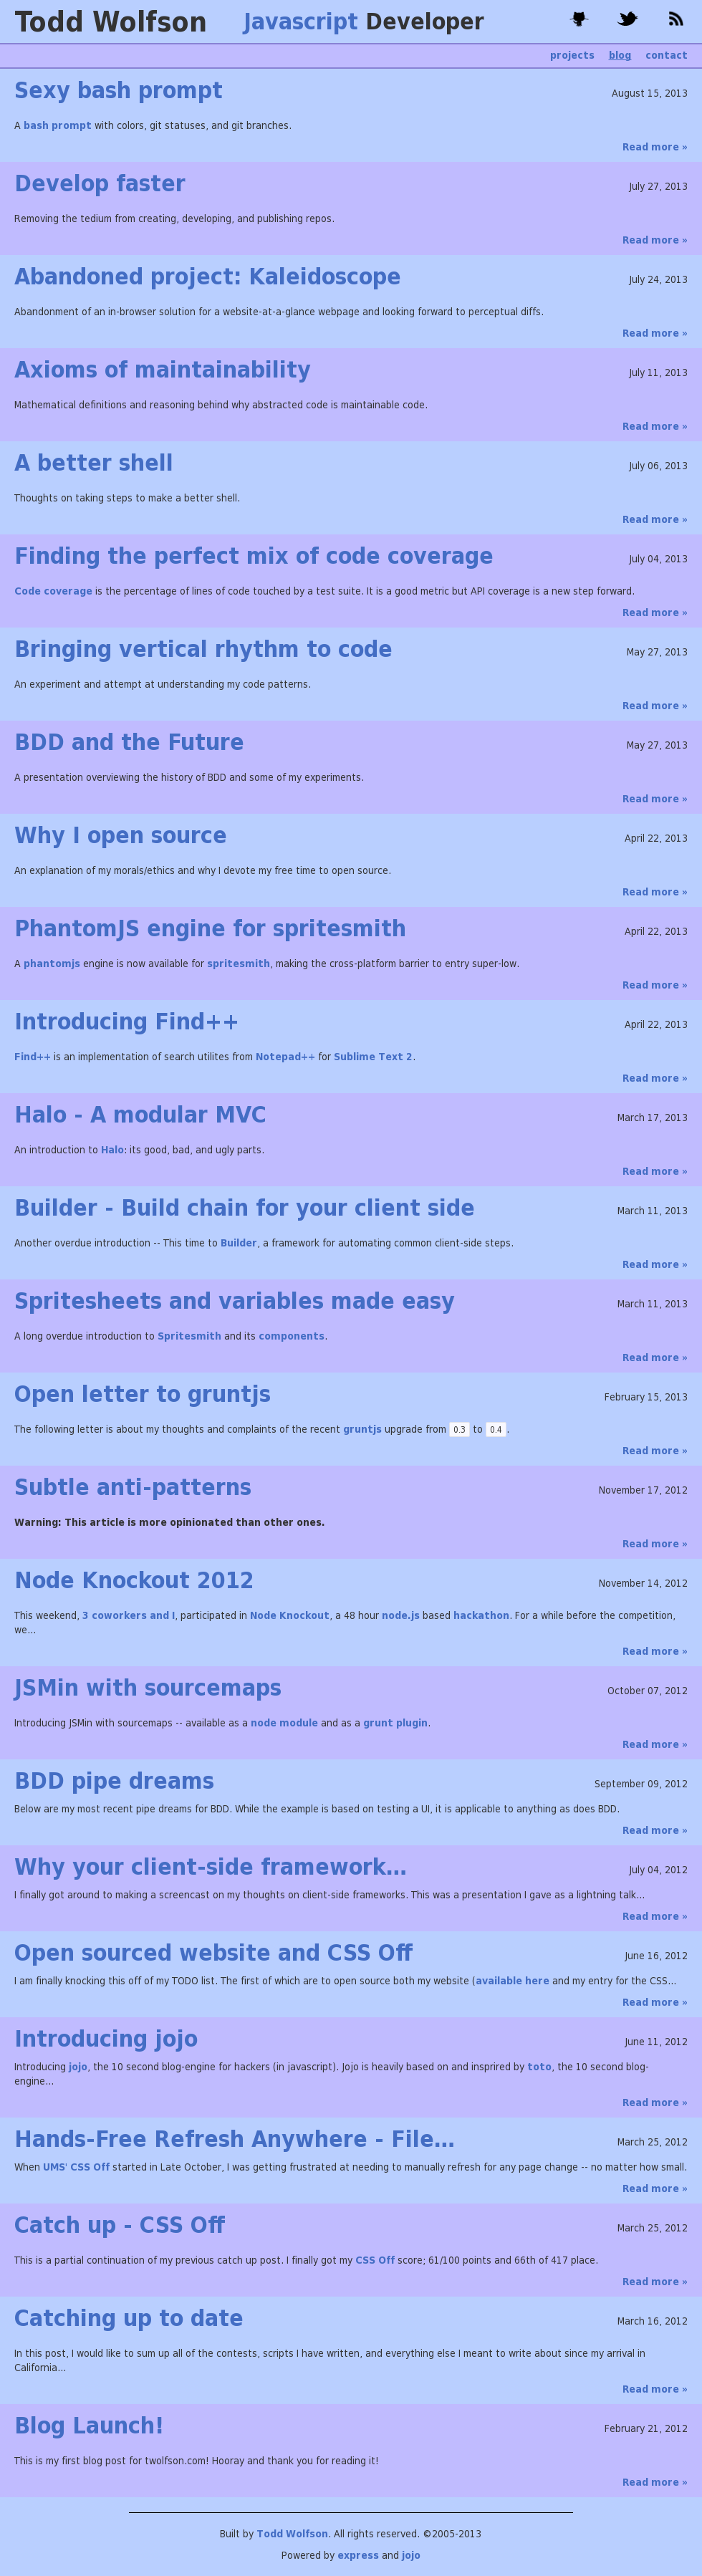 Todd Wolfson Javascript Developer
projects blog contact
Sexy bash prompt August 15, 2013
A bash prompt with colors, git statuses, and git branches.
Read more »
Develop faster July 27, 2013
Removing the tedium from creating, developing, and publishing repos.
Read more »
Abandoned project: Kaleidoscope July 24, 2013
Abandonment of an in-browser solution for a website-at-a-glance webpage and looking forward to perceptual diffs.
Read more »
Axioms of maintainability July 11, 2013
Mathematical definitions and reasoning behind why abstracted code is maintainable code.
Read more »
A better shell July 06, 2013
Thoughts on taking steps to make a better shell.
Read more »
Finding the perfect mix of code coverage July 04, 2013
Code coverage is the percentage of lines of code touched by a test suite. It is a good metric but API coverage is a new step forward.
Read more »
Bringing vertical rhythm to code May 27, 2013
An experiment and attempt at understanding my code patterns.
Read more »
BDD and the Future May 27, 2013
A presentation overviewing the history of BDD and some of my experiments.
Read more »
Why I open source April 22, 2013
An explanation of my morals/ethics and why I devote my free time to open source.
Read more »
PhantomJS engine for spritesmith April 22, 2013
A phantomjs engine is now available for spritesmith, making the cross-platform barrier to entry super-low.
Read more »
Introducing Find++ April 22, 2013
Find++ is an implementation of search utilites from Notepad++ for Sublime Text 2.
Read more »
Halo - A modular MVC March 17, 2013
An introduction to Halo: its good, bad, and ugly parts.
Read more »
Builder - Build chain for your client side March 11, 2013
Another overdue introduction -- This time to Builder, a framework for automating common client-side steps.
Read more »
Spritesheets and variables made easy March 11, 2013
A long overdue introduction to Spritesmith and its components.
Read more »
Open letter to gruntjs February 15, 2013
The following letter is about my thoughts and complaints of the recent gruntjs upgrade from 0.3 to 0.4.
Read more »
Subtle anti-patterns November 17, 2012
Warning: This article is more opinionated than other ones.
Read more »
Node Knockout 2012 November 14, 2012
This weekend, 3 coworkers and I, participated in Node Knockout, a 48 hour node.js based hackathon. For a while before the competition,
we...
Read more »
JSMin with sourcemaps October 07, 2012
Introducing JSMin with sourcemaps -- available as a node module and as a grunt plugin.
Read more »
BDD pipe dreams September 09, 2012
Below are my most recent pipe dreams for BDD. While the example is based on testing a UI, it is applicable to anything as does BDD.
Read more »
Why your client-side framework... July 04, 2012
I finally got around to making a screencast on my thoughts on client-side frameworks. This was a presentation I gave as a lightning talk...
Read more »
Open sourced website and CSS Off June 16, 2012
I am finally knocking this off of my TODO list. The first of which are to open source both my website (available here and my entry for the CSS...
Read more »
Introducing jojo June 11, 2012
Introducing jojo, the 10 second blog-engine for hackers (in javascript). Jojo is heavily based on and insprired by toto, the 10 second blog-
engine...
Read more »
Hands-Free Refresh Anywhere - File... March 25, 2012
When UMS' CSS Off started in Late October, I was getting frustrated at needing to manually refresh for any page change -- no matter how small.
Read more »
Catch up - CSS Off March 25, 2012
This is a partial continuation of my previous catch up post. I finally got my CSS Off score; 61/100 points and 66th of 417 place.
Read more »
Catching up to date March 16, 2012
In this post, I would like to sum up all of the contests, scripts I have written, and everything else I meant to write about since my arrival in
California...
Read more »
Blog Launch! February 21, 2012
This is my first blog post for twolfson.com! Hooray and thank you for reading it!
Read more »
Built by Todd Wolfson. All rights reserved. ©2005-2013
Powered by express and jojo